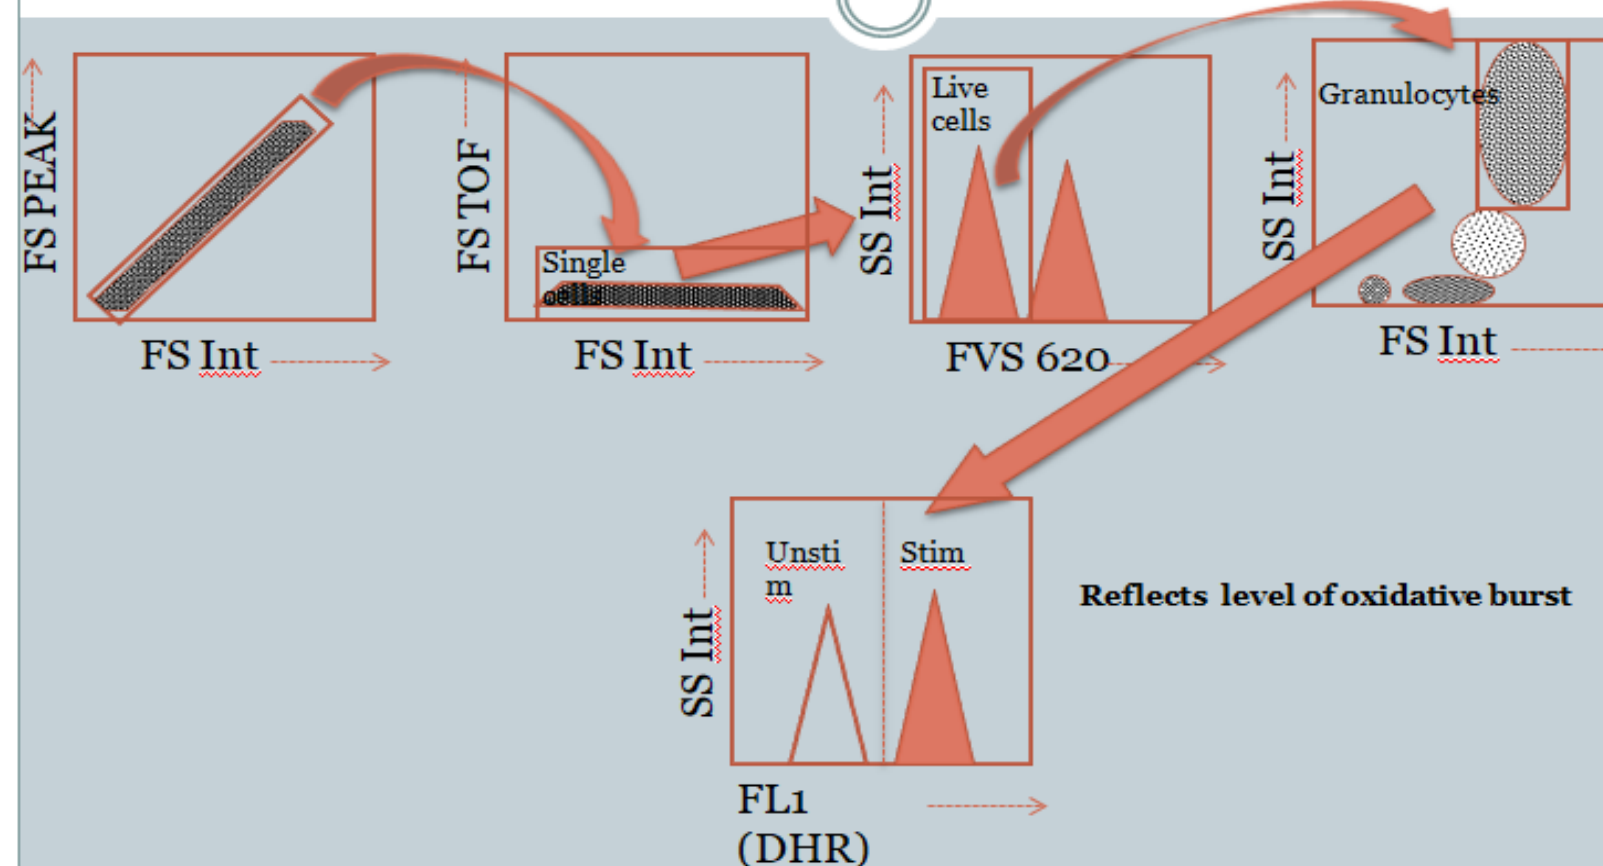 FS PEAK
FS Int
FS TOF
Single
cells
FS Int
SS Int
Live
cells
FVS 620
SS Int
Granulocytes
FS Int
SS Int
Unsti
m
Stim
FL1
(DHR)
Reflects level of oxidative burst